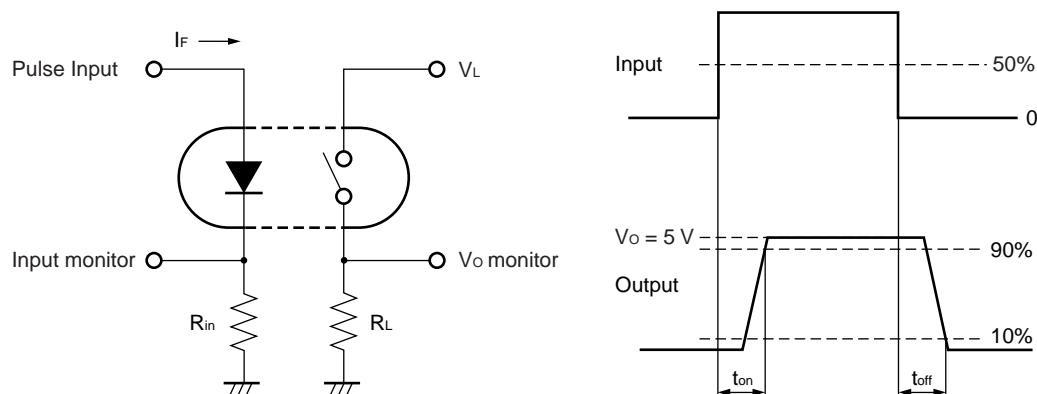 IF
Pulse Input
VL
Input monitor
VO monitor
Rin
RL
Input
50%
0
VO = 5 V
90%
Output
10%
ton
toff